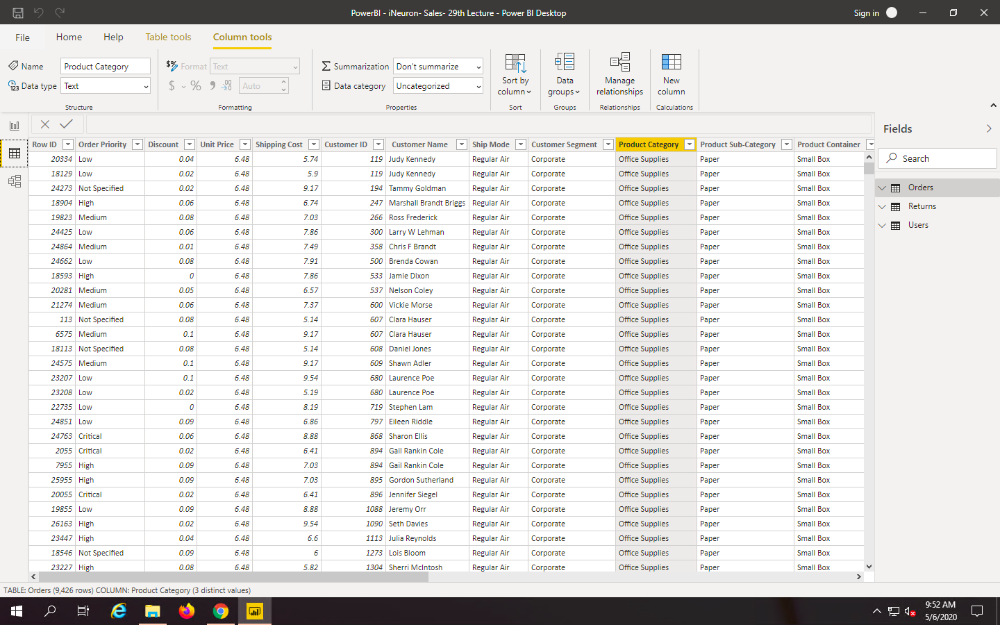 PowerBI - iNeuron- Sales- 29th Lecture - Power BI Desktop
Sign in
File Home Help Table tools Column tools
Name Product Category
Data type Text
Structure
Format Text
$ % Auto
Formatting
Summarization Don't summarize
Data category Uncategorized
Properties
Sort by column
Sort
Data groups
Groups
Manage relationships
Relationships
New column
Calculations
Row ID Order Priority Discount Unit Price Shipping Cost Customer ID Customer Name Ship Mode Customer Segment Product Category Product Sub-Category Product Container
20334 Low 0.04 6.48 5.74 119 Judy Kennedy Regular Air Corporate Office Supplies Paper Small Box
18129 Low 0.02 6.48 5.9 119 Judy Kennedy Regular Air Corporate Office Supplies Paper Small Box
24273 Not Specified 0.02 6.48 9.17 194 Tammy Goldman Regular Air Corporate Office Supplies Paper Small Box
18904 High 0.06 6.48 6.74 247 Marshall Brandt Briggs Regular Air Corporate Office Supplies Paper Small Box
19823 Medium 0.08 6.48 7.03 266 Ross Frederick Regular Air Corporate Office Supplies Paper Small Box
24425 Low 0.06 6.48 7.86 300 Larry W Lehman Regular Air Corporate Office Supplies Paper Small Box
24864 Medium 0.01 6.48 7.49 358 Chris F Brandt Regular Air Corporate Office Supplies Paper Small Box
24662 Low 0.08 6.48 7.91 500 Brenda Cowan Regular Air Corporate Office Supplies Paper Small Box
18593 High 0 6.48 7.86 533 Jamie Dixon Regular Air Corporate Office Supplies Paper Small Box
20281 Medium 0.05 6.48 6.57 537 Nelson Coley Regular Air Corporate Office Supplies Paper Small Box
21274 Medium 0.06 6.48 7.37 600 Vickie Morse Regular Air Corporate Office Supplies Paper Small Box
113 Not Specified 0.08 6.48 5.14 607 Clara Hauser Regular Air Corporate Office Supplies Paper Small Box
6575 Medium 0.1 6.48 9.17 607 Clara Hauser Regular Air Corporate Office Supplies Paper Small Box
18113 Not Specified 0.08 6.48 5.14 608 Daniel Jones Regular Air Corporate Office Supplies Paper Small Box
24575 Medium 0.1 6.48 9.17 609 Shawn Adler Regular Air Corporate Office Supplies Paper Small Box
23207 Low 0.1 6.48 9.54 680 Laurence Poe Regular Air Corporate Office Supplies Paper Small Box
23208 Low 0.02 6.48 5.19 680 Laurence Poe Regular Air Corporate Office Supplies Paper Small Box
22735 Low 0 6.48 8.19 719 Stephen Lam Regular Air Corporate Office Supplies Paper Small Box
24851 Low 0.09 6.48 6.86 797 Eileen Riddle Regular Air Corporate Office Supplies Paper Small Box
24763 Critical 0.06 6.48 8.88 868 Sharon Ellis Regular Air Corporate Office Supplies Paper Small Box
2055 Critical 0.02 6.48 6.41 894 Gail Rankin Cole Regular Air Corporate Office Supplies Paper Small Box
7955 High 0.09 6.48 7.03 894 Gail Rankin Cole Regular Air Corporate Office Supplies Paper Small Box
25955 High 0.09 6.48 7.03 895 Gordon Sutherland Regular Air Corporate Office Supplies Paper Small Box
20055 Critical 0.02 6.48 6.41 896 Jennifer Siegel Regular Air Corporate Office Supplies Paper Small Box
19855 Low 0.09 6.48 8.88 1088 Jeremy Orr Regular Air Corporate Office Supplies Paper Small Box
26163 High 0.02 6.48 9.54 1090 Seth Davies Regular Air Corporate Office Supplies Paper Small Box
23447 High 0.04 6.48 6.6 1113 Julia Reynolds Regular Air Corporate Office Supplies Paper Small Box
18546 Not Specified 0.09 6.48 6 1273 Lois Bloom Regular Air Corporate Office Supplies Paper Small Box
23227 High 0.08 6.48 5.82 1304 Sherri McIntosh Regular Air Corporate Office Supplies Paper Small Box
Fields
Search
Orders
Returns
Users
TABLE: Orders (9,426 rows) COLUMN: Product Category (3 distinct values)
9:52 AM
5/6/2020